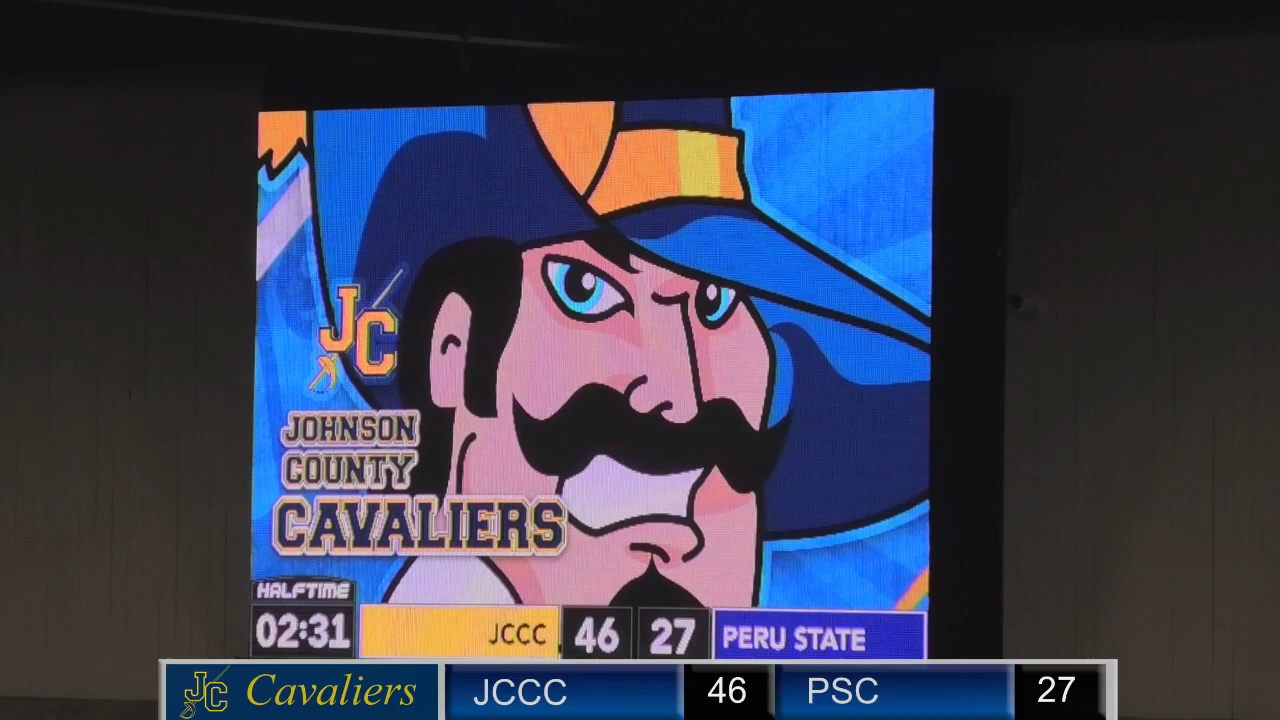 JC
JOHNSON
COUNTY
CAVALIERS
HALFTIME
02:31 JCCC 46 27 PERU STATE
JC Cavaliers JCCC 46 PSC 27